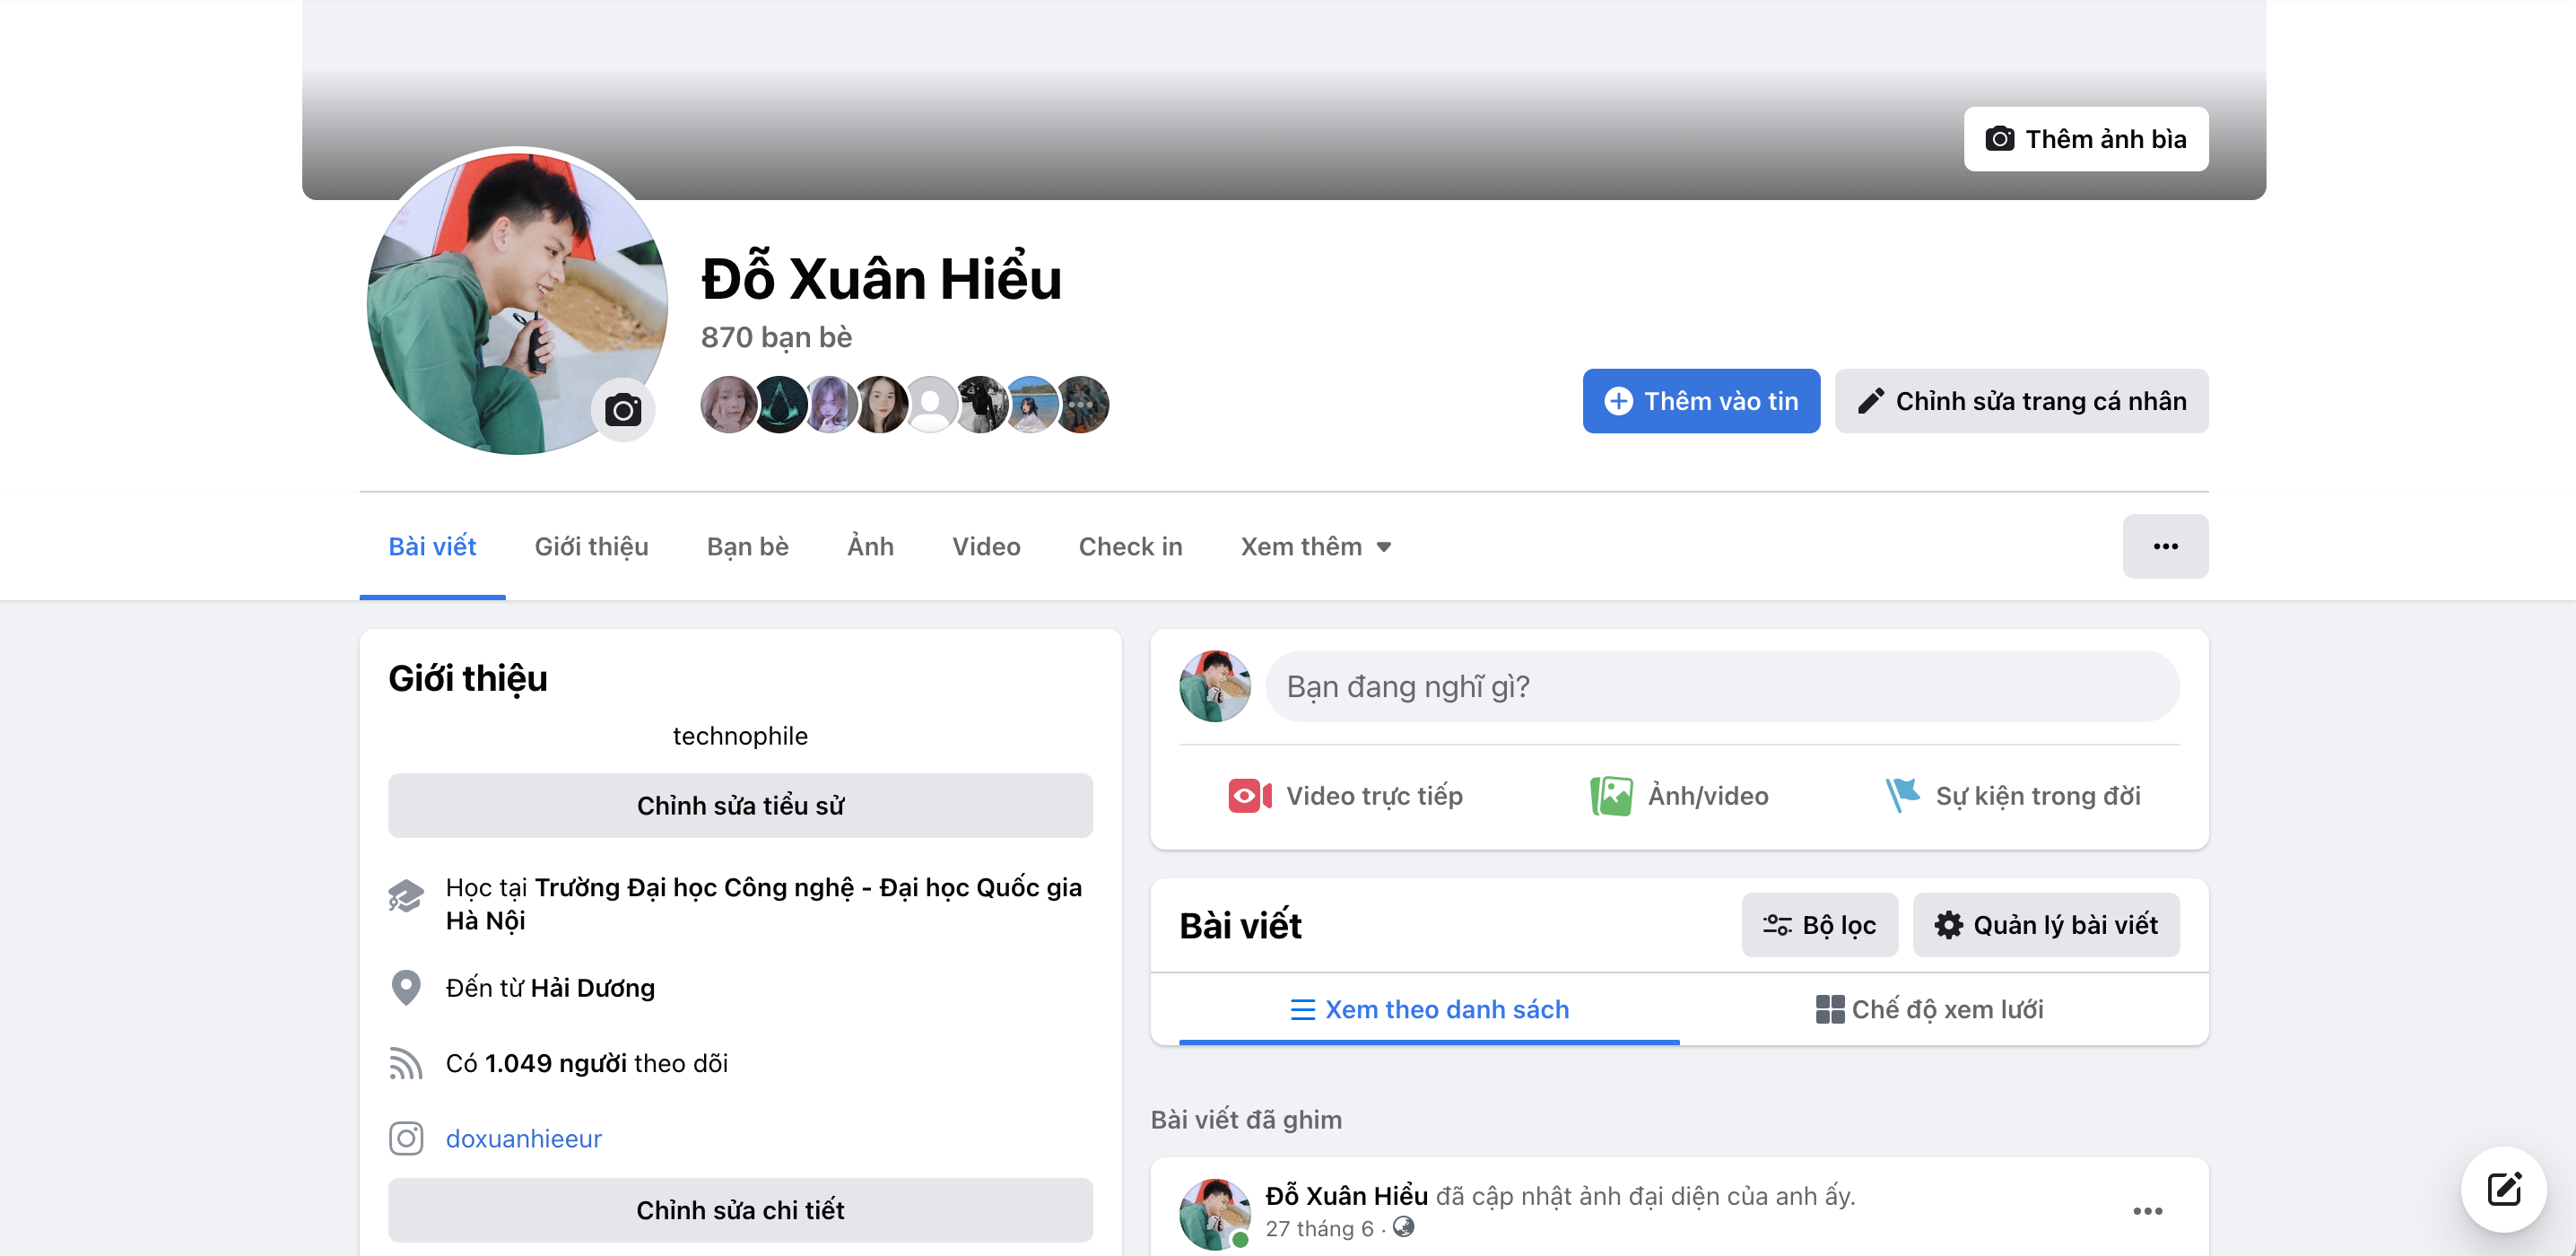 Thêm ảnh bìa
Đỗ Xuân Hiểu
870 bạn bè
Thêm vào tin
Chỉnh sửa trang cá nhân
Bài viết
Giới thiệu
Bạn bè
Ảnh
Video
Check in
Xem thêm
Giới thiệu
technophile
Chỉnh sửa tiểu sử
Học tại Trường Đại học Công nghệ - Đại học Quốc gia
Hà Nội
Đến từ Hải Dương
Có 1.049 người theo dõi
doxuanhieeur
Chỉnh sửa chi tiết
Bạn đang nghĩ gì?
Video trực tiếp
Ảnh/video
Sự kiện trong đời
Bài viết
Bộ lọc
Quản lý bài viết
Xem theo danh sách
Chế độ xem lưới
Bài viết đã ghim
Đỗ Xuân Hiểu đã cập nhật ảnh đại diện của anh ấy.
27 tháng 6 ·